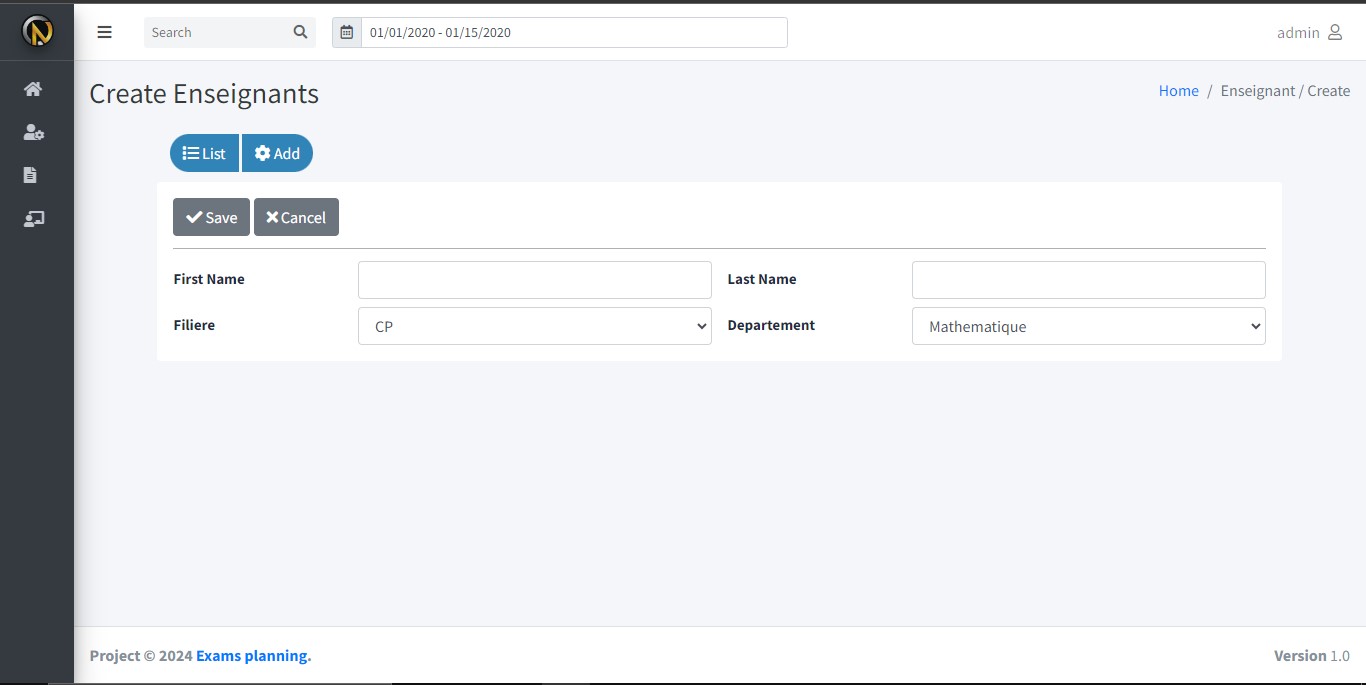 Search
01/01/2020 - 01/15/2020
admin
Create Enseignants
Home / Enseignant / Create
List
Add
Save
Cancel
First Name
Last Name
Filiere
CP
Departement
Mathematique
Project © 2024 Exams planning.
Version 1.0